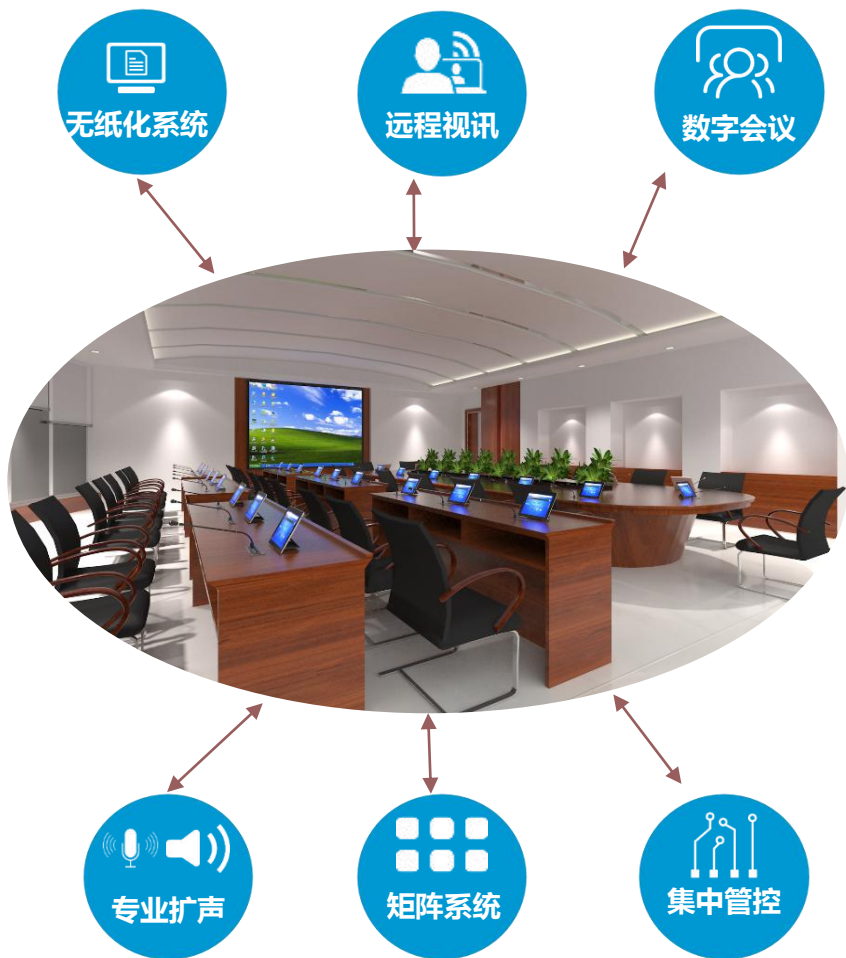 无纸化系统
远程视讯
数字会议
专业扩声
矩阵系统
集中管控